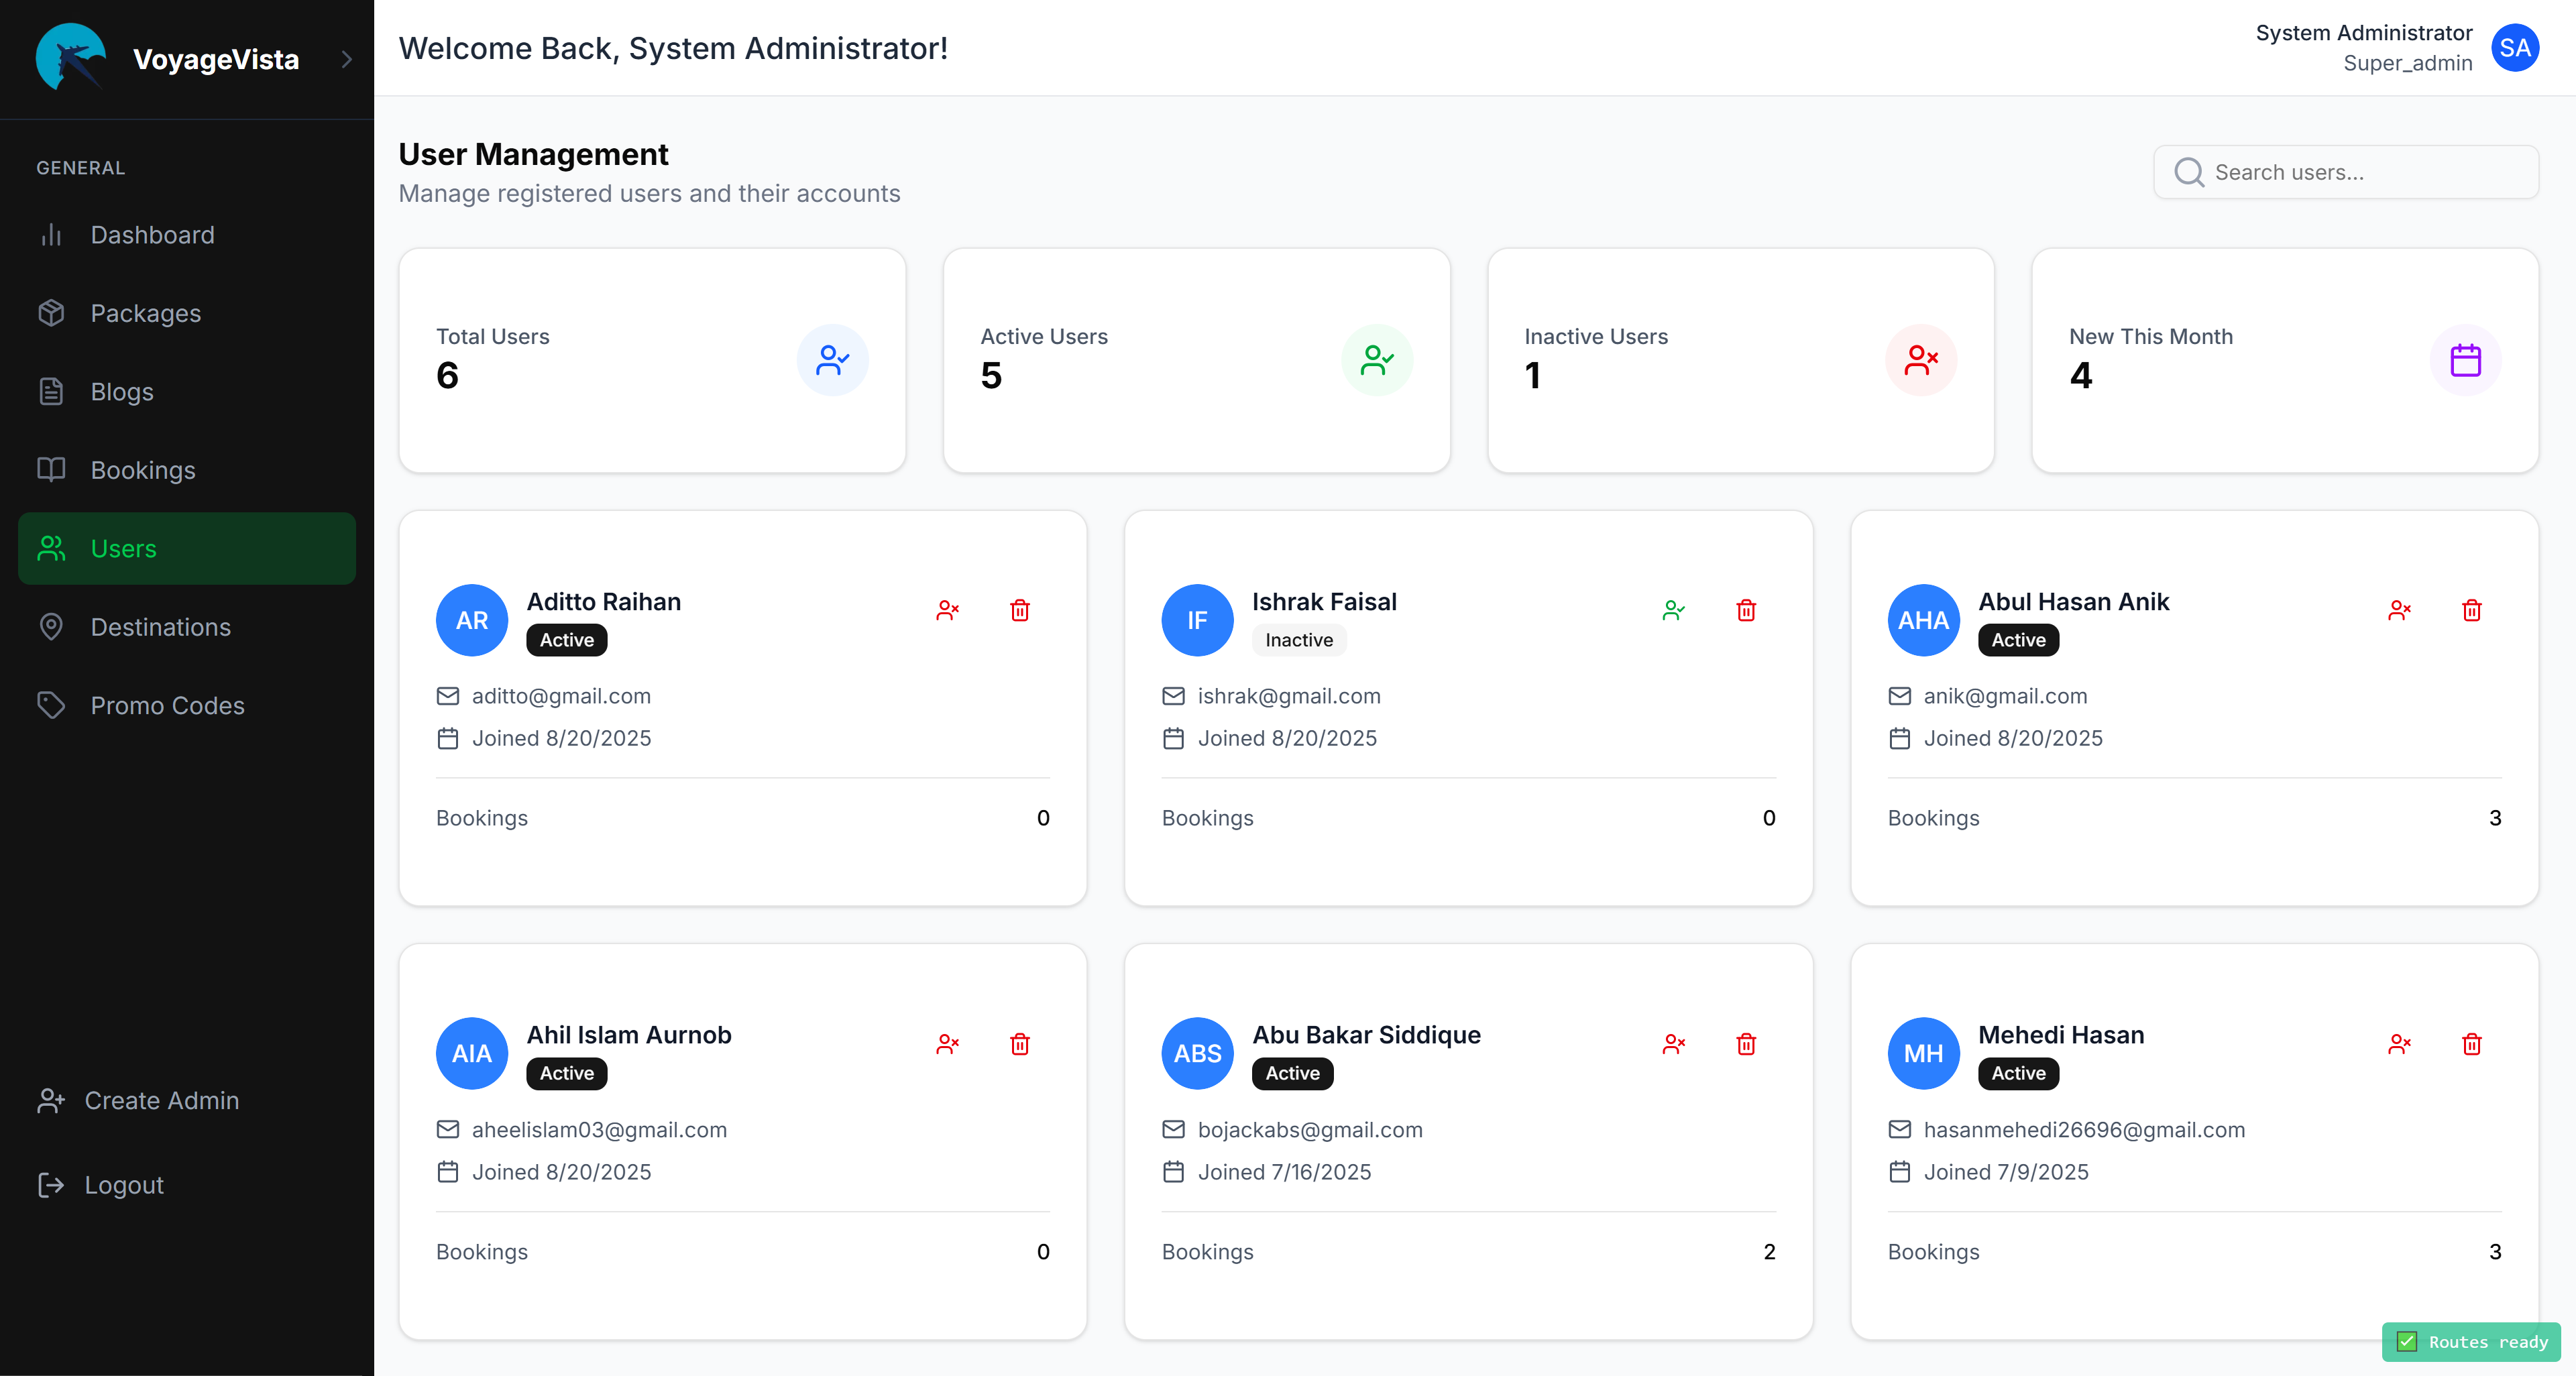 VoyageVista
GENERAL
Dashboard
Packages
Blogs
Bookings
Users
Destinations
Promo Codes
Create Admin
Logout
Welcome Back, System Administrator!
System Administrator
Super_admin
SA
User Management
Manage registered users and their accounts
Search users...
Total Users
6
Active Users
5
Inactive Users
1
New This Month
4
AR
Aditto Raihan
Active
aditto@gmail.com
Joined 8/20/2025
Bookings 0
IF
Ishrak Faisal
Inactive
ishrak@gmail.com
Joined 8/20/2025
Bookings 0
AHA
Abul Hasan Anik
Active
anik@gmail.com
Joined 8/20/2025
Bookings 3
AIA
Ahil Islam Aurnob
Active
aheelislam03@gmail.com
Joined 8/20/2025
Bookings 0
ABS
Abu Bakar Siddique
Active
bojackabs@gmail.com
Joined 7/16/2025
Bookings 2
MH
Mehedi Hasan
Active
hasanmehedi26696@gmail.com
Joined 7/9/2025
Bookings 3
✅ Routes ready